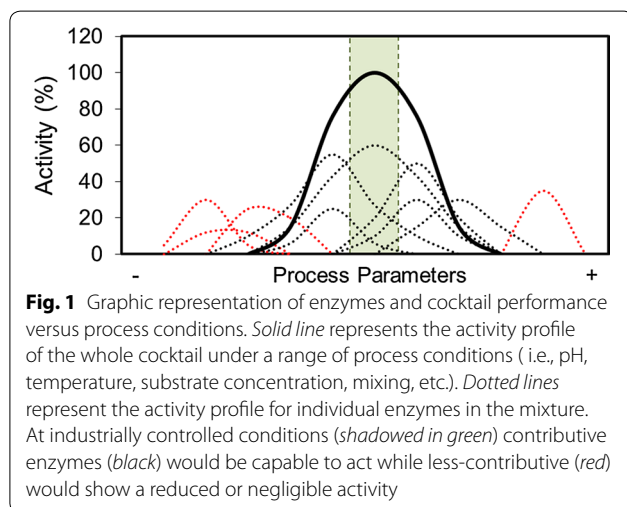 120
100
80
60
40
20
0
Activity (%)
- Process Parameters +
Fig. 1 Graphic representation of enzymes and cocktail performance
versus process conditions. Solid line represents the activity profile
of the whole cocktail under a range of process conditions ( i.e., pH,
temperature, substrate concentration, mixing, etc.). Dotted lines
represent the activity profile for individual enzymes in the mixture.
At industrially controlled conditions (shadowed in green) contributive
enzymes (black) would be capable to act while less-contributive (red)
would show a reduced or negligible activity